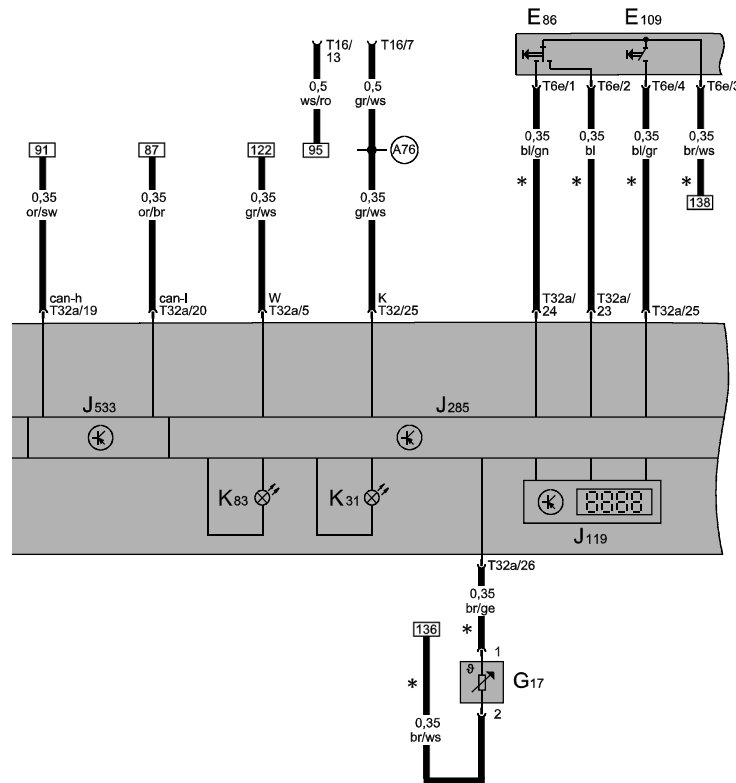 E86
E109
T16/
13
T16/7
0,5
ws/ro
0,5
gr/ws
T6e/1
T6e/2
T6e/4
T6e/3
91
87
122
95
A76
0,35
bl/gn
0,35
bl
0,35
bl/gr
0,35
br/ws
*
*
*
138
0,35
or/sw
0,35
or/br
0,35
gr/ws
0,35
gr/ws
can-h
T32a/19
can-l
T32a/20
W
T32a/5
K
T32/25
T32a/
24
T32a/
23
T32a/25
J533
J285
K83
K31
8888
J119
T32a/26
0,35
br/ge
136
*
1
*
ϑ
G17
2
0,35
br/ws